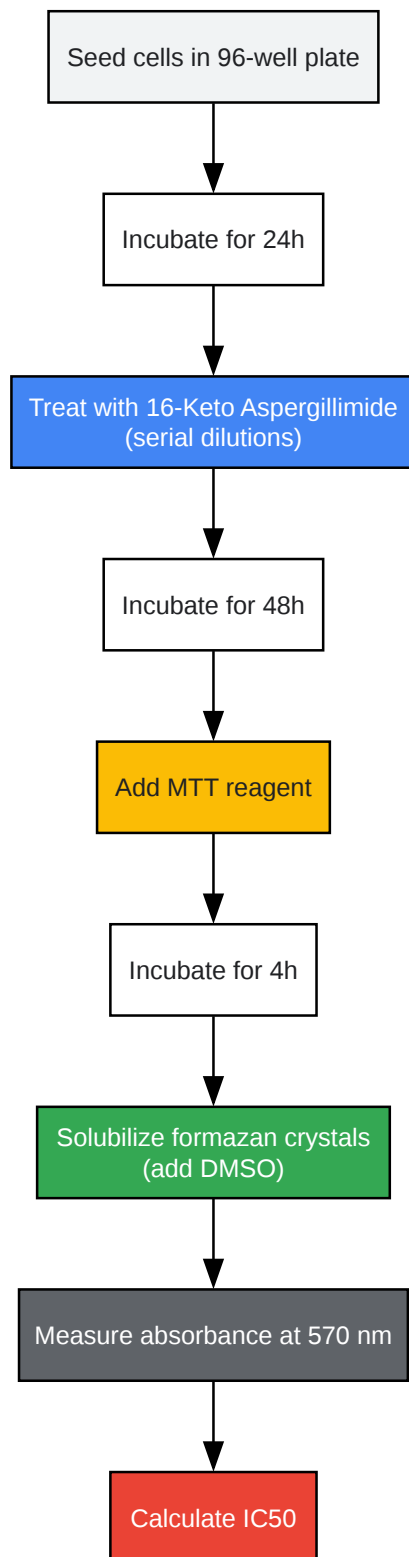 Seed cells in 96-well plate
Incubate for 24h
Treat with 16-Keto Aspergillimide
(serial dilutions)
Incubate for 48h
Add MTT reagent
Incubate for 4h
Solubilize formazan crystals
(add DMSO)
Measure absorbance at 570 nm
Calculate IC50